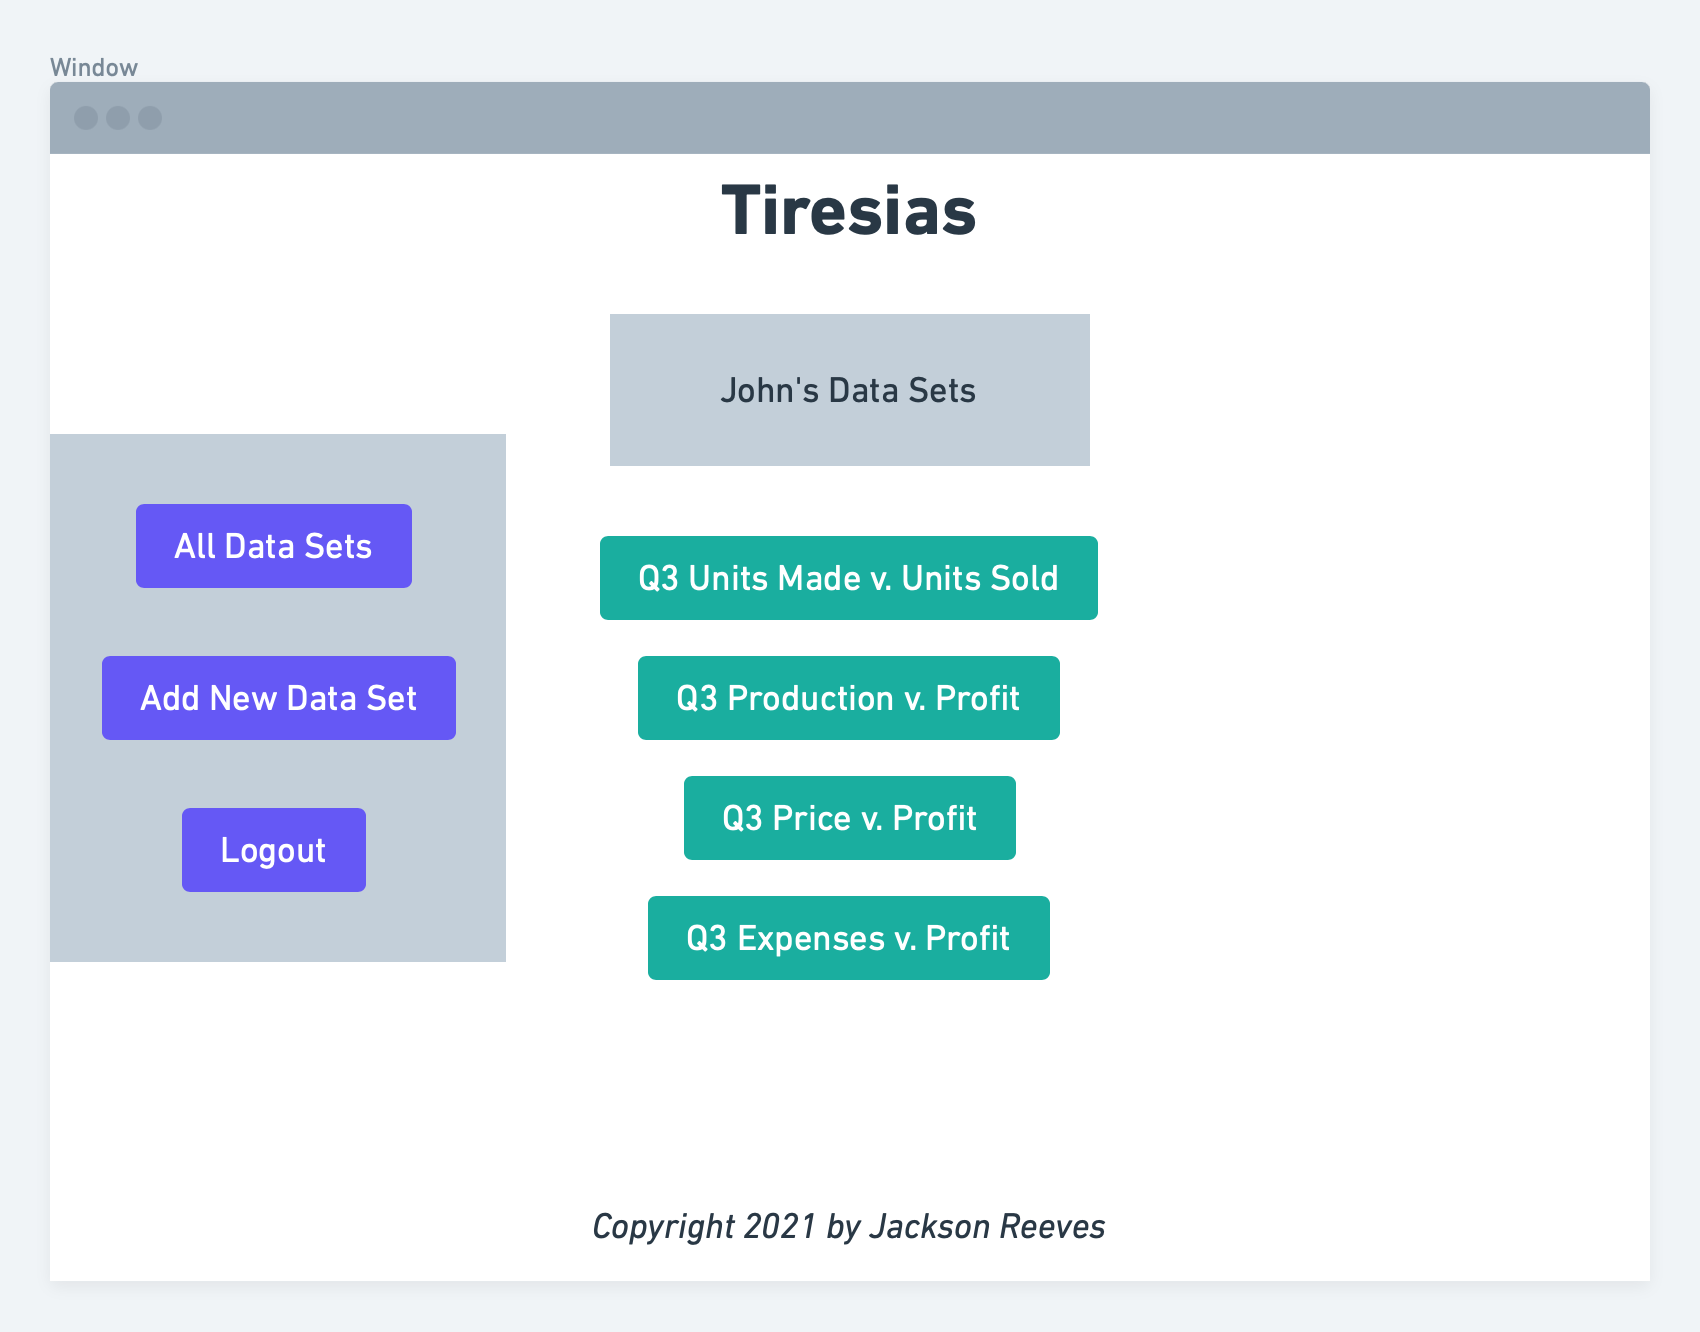 Window
Tiresias
John's Data Sets
All Data Sets
Add New Data Set
Logout
Q3 Units Made v. Units Sold
Q3 Production v. Profit
Q3 Price v. Profit
Q3 Expenses v. Profit
Copyright 2021 by Jackson Reeves